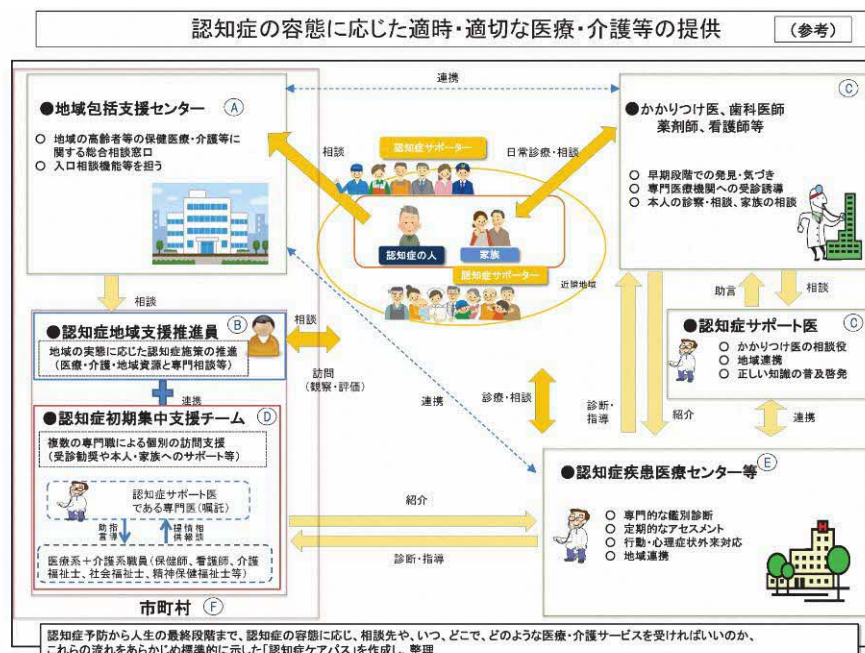 認知症の容態に応じた適時・適切な医療・介護等の提供
(参考)
連携
●地域包括支援センター
A
○ 地域の高齢者等の保健医療・介護等に
関する総合相談窓口
○ 入口相談機能等を担う
相談
認知症サポーター
日常診療・相談
認知症の人
家族
認知症サポーター
近隣地域
C
●かかりつけ医、歯科医師
薬剤師、看護師等
○ 早期段階での発見・気づき
○ 専門医療機関への受診誘導
○ 本人の診察・相談、家族の相談
相談
助言
相談
●認知症地域支援推進員
B
地域の実態に応じた認知症施策の推進
(医療・介護・地域資源と専門相談等)
相談
訪問
(観察・評価)
連携
C
●認知症サポート医
○ かかりつけ医の相談役
○ 地域連携
○ 正しい知識の普及啓発
連携
診療・相談
診断・
指導
紹介
連携
●認知症初期集中支援チーム
D
複数の専門職による個別の訪問支援
(受診勧奨や本人・家族へのサポート等)
認知症サポート医
である専門医(嘱託)
指導
助言
情報提供
相談
医療系+介護系職員(保健師、看護師、介護
福祉士、社会福祉士、精神保健福祉士等)
紹介
診断・指導
●認知症疾患医療センター等
E
○ 専門的な鑑別診断
○ 定期的なアセスメント
○ 行動・心理症状外来対応
○ 地域連携
H
市町村
F
認知症予防から人生の最終段階まで、認知症の容態に応じ、相談先や、いつ、どこで、どのような医療・介護サービスを受ければいいのか、
これらの流れをあらかじめ標準的に示した「認知症ケアパス」を作成し、整理